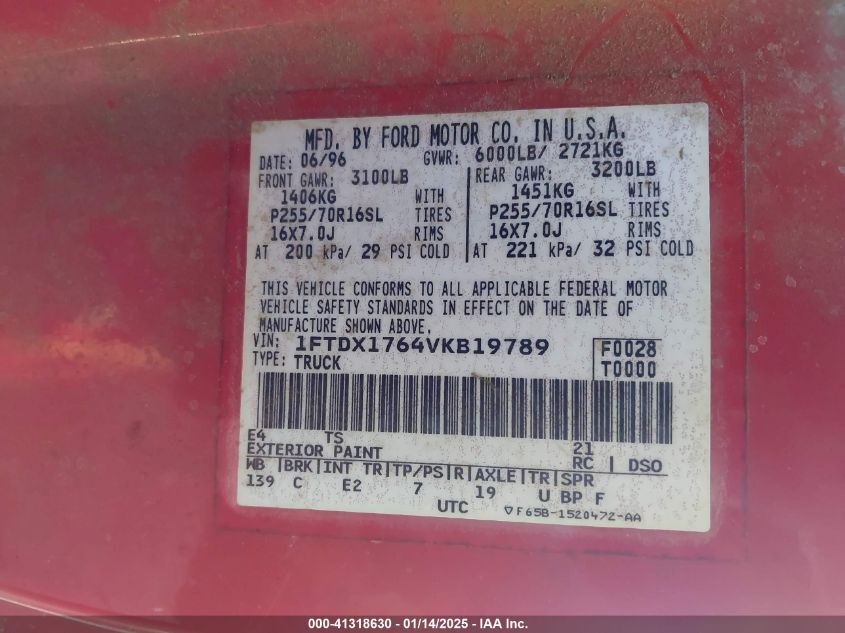 MFD. BY FORD MOTOR CO. IN U.S.A.
DATE: 06/96 GVWR: 6000LB/ 2721KG
FRONT GAWR: 3100LB REAR GAWR: 3200LB
1406KG WITH 1451KG WITH
P255/70R16SL TIRES P255/70R16SL TIRES
16X7.0J RIMS 16X7.0J RIMS
AT 200 kPa/ 29 PSI COLD AT 221 kPa/ 32 PSI COLD
THIS VEHICLE CONFORMS TO ALL APPLICABLE FEDERAL MOTOR
VEHICLE SAFETY STANDARDS IN EFFECT ON THE DATE OF
MANUFACTURE SHOWN ABOVE.
VIN: 1FTDX1764VKB19789 F0028
TYPE: TRUCK T0000
E4 TS 21
EXTERIOR PAINT RC DSO
WB |BRK|INT TR|TP/PS|R|AXLE|TR|SPR
139 C E2 7 19 U BP F
UTC ▽F65B-1520472-AA
000-41318630 - 01/14/2025 - IAA Inc.